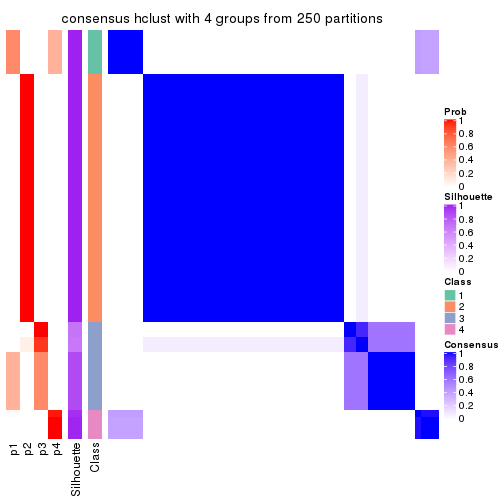 consensus hclust with 4 groups from 250 partitions
Prob
1
0.8
0.6
0.4
0.2
0
Silhouette
1
0.8
0.6
0.4
0.2
0
Class
1
2
3
4
Consensus
1
0.8
0.6
0.4
0.2
0
p1
p2
p3
p4
Silhouette
Class